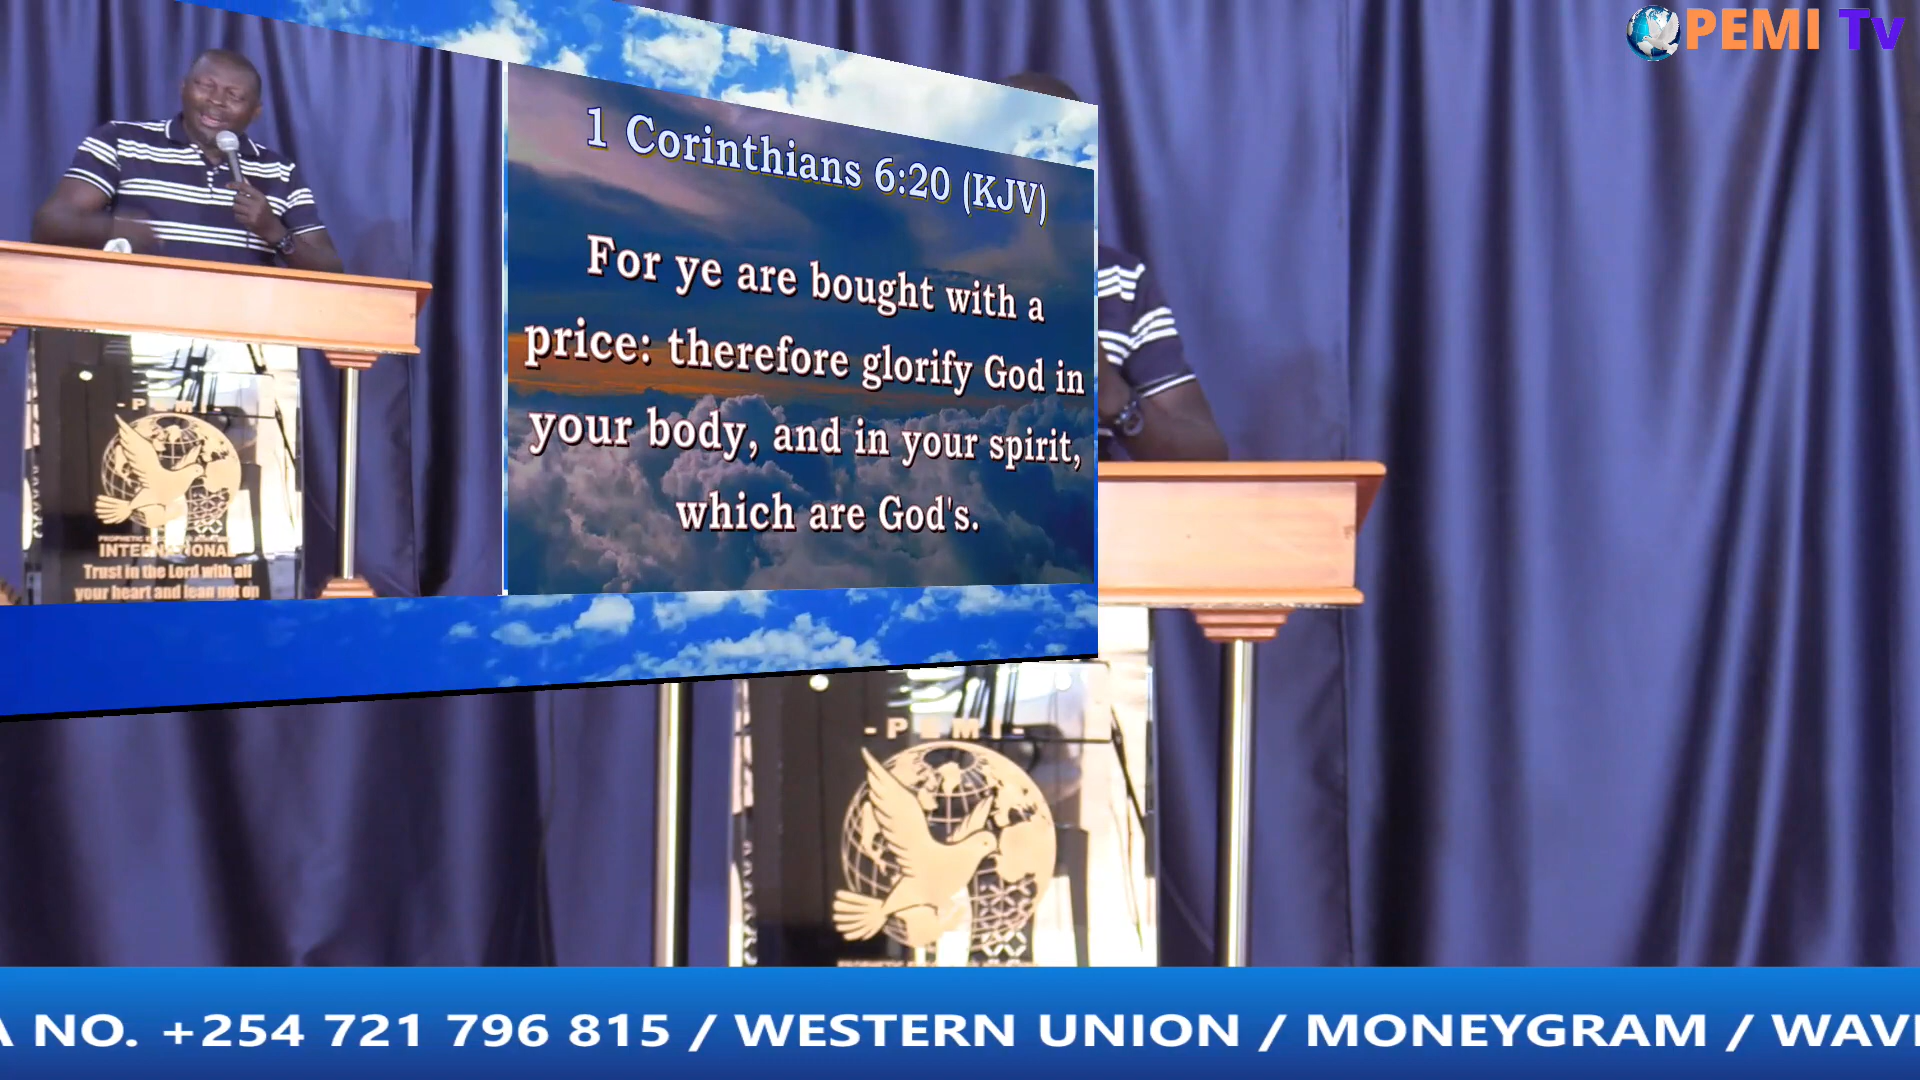 PEMI Tv
1 Corinthians 6:20 (KJV)
For ye are bought with a
price: therefore glorify God in
your body, and in your spirit,
which are God's.
INTERNATIONAL
Trust in the Lord with all
your heart and lean not on
- P E M I -
NO. +254 721 796 815 / WESTERN UNION / MONEYGRAM /